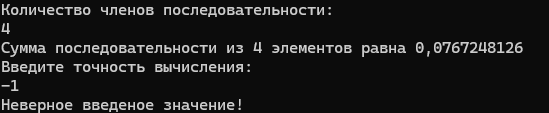 Количество членов последовательности:
4
Сумма последовательности из 4 элементов равна 0,0767248126
Введите точность вычисления:
-1
Неверное введеное значение!